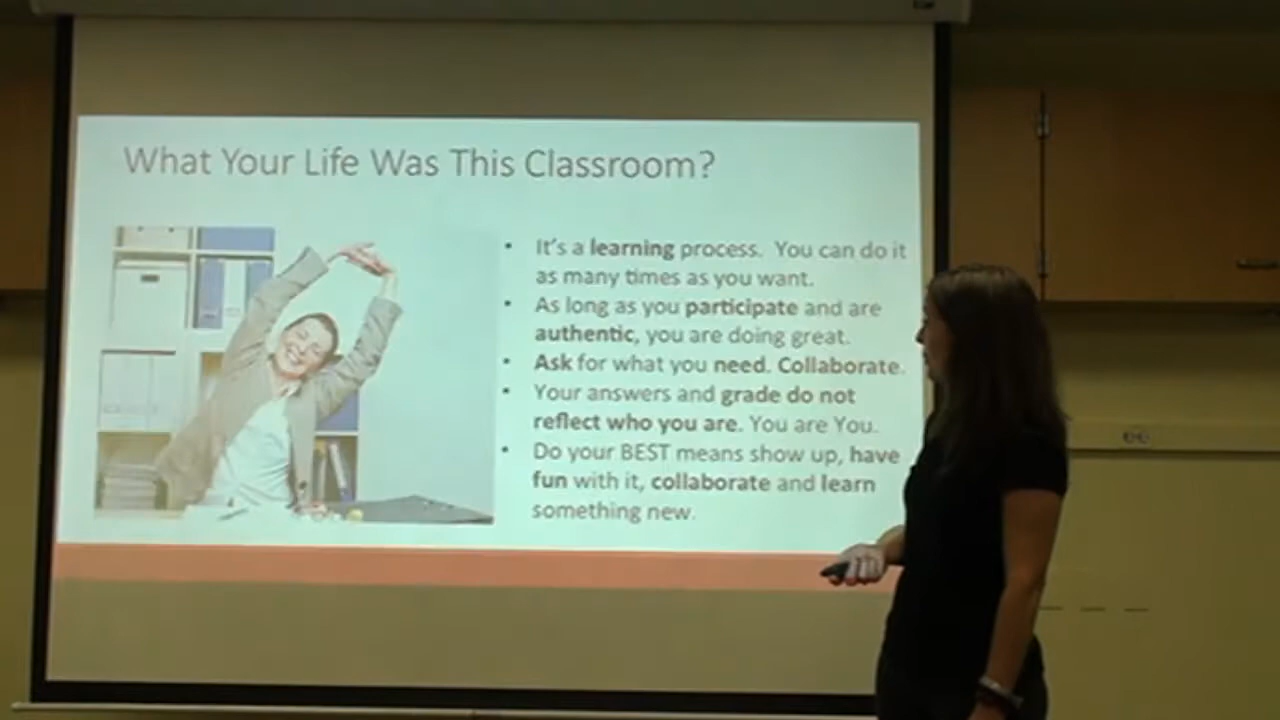 What Your Life Was This Classroom?
• It's a learning process. You can do it
as many times as you want.
• As long as you participate and are
authentic, you are doing great.
• Ask for what you need. Collaborate.
• Your answers and grade do not
reflect who you are. You are You.
• Do your BEST means show up, have
fun with it, collaborate and learn
something new.